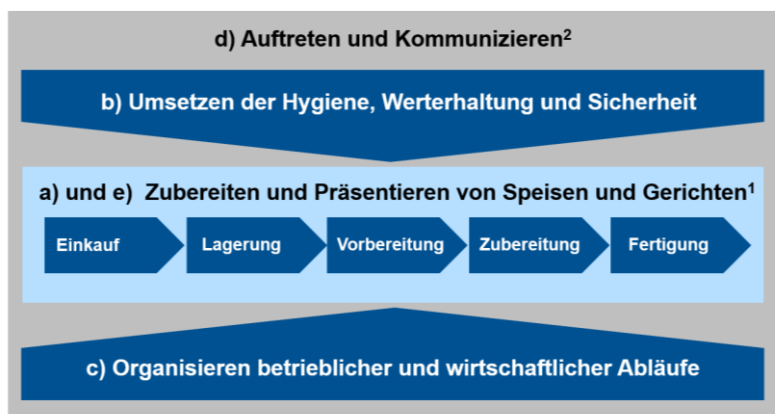 d) Auftreten und Kommunizieren²
b) Umsetzen der Hygiene, Werterhaltung und Sicherheit
a) und e)  Zubereiten und Präsentieren von Speisen und Gerichten¹
Einkauf
Lagerung
Vorbereitung
Zubereitung
Fertigung
c) Organisieren betrieblicher und wirtschaftlicher Abläufe